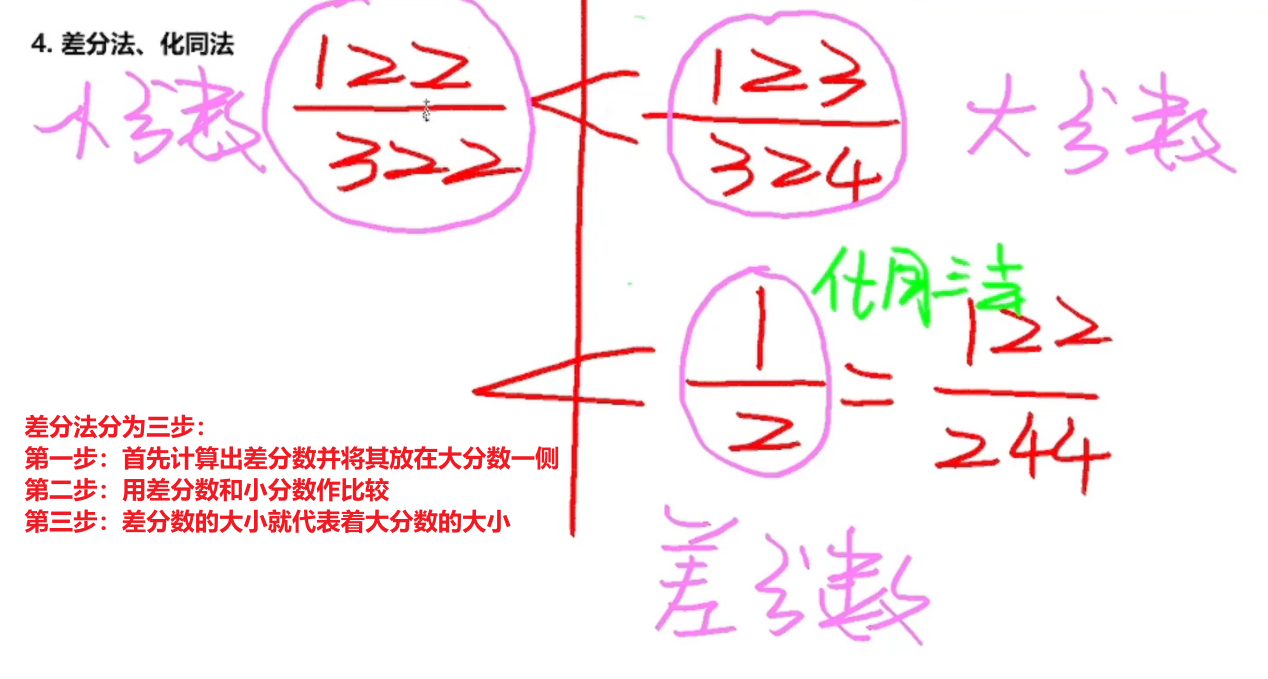 4. 差分法、化同法
小分数
122
322
<
123
324
大分数
化同法
<
1
2
=
122
244
差分法分为三步：
第一步：首先计算出差分数并将其放在大分数一侧
第二步：用差分数和小分数作比较
第三步：差分数的大小就代表着大分数的大小
差分数